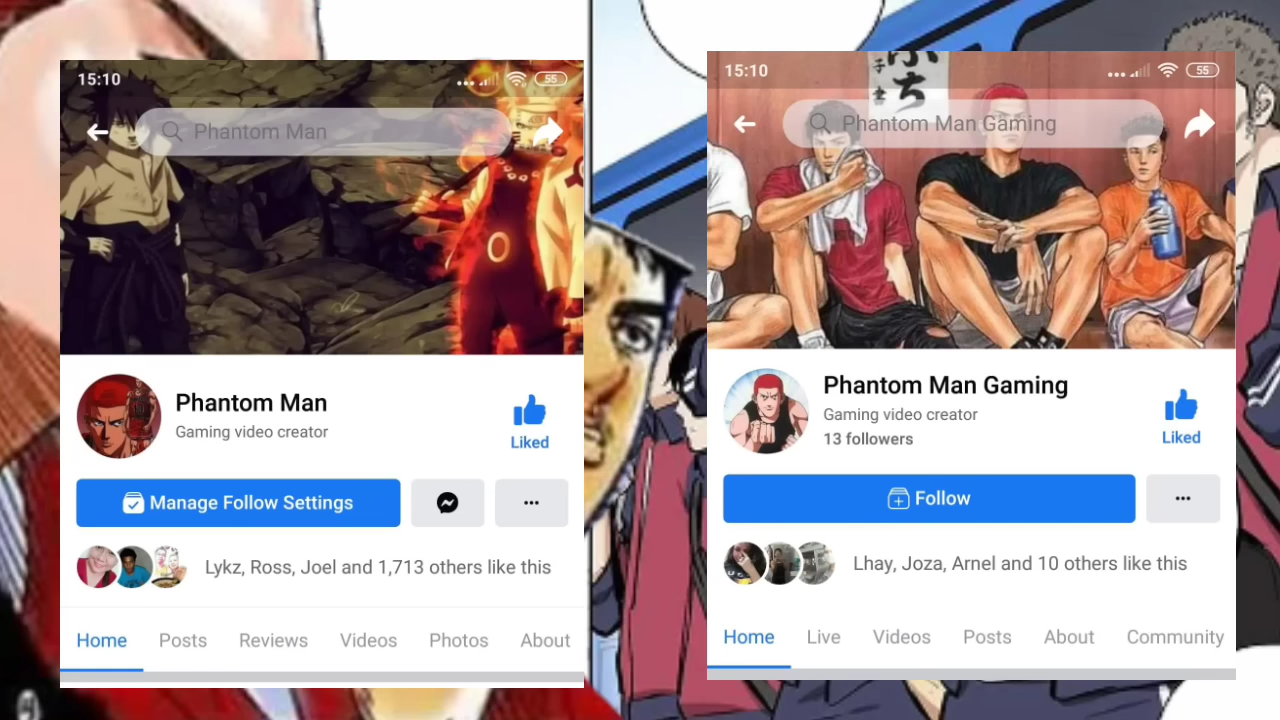 15:10
55
Phantom Man
Phantom Man
Gaming video creator
Liked
Manage Follow Settings
Lykz, Ross, Joel and 1,713 others like this
Home Posts Reviews Videos Photos About
15:10
55
Phantom Man Gaming
Phantom Man Gaming
Gaming video creator
13 followers
Liked
Follow
Lhay, Joza, Arnel and 10 others like this
Home Live Videos Posts About Community